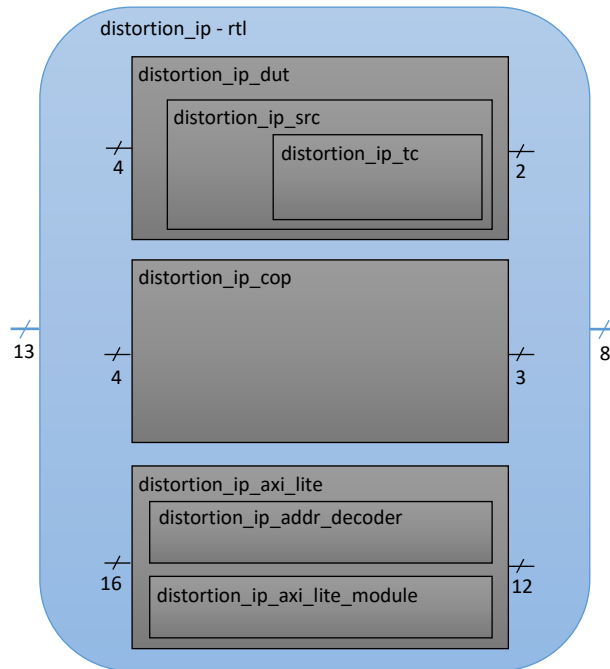 distortion_ip - rtl
distortion_ip_dut
distortion_ip_src
distortion_ip_tc
4
2
distortion_ip_cop
13
8
4
3
distortion_ip_axi_lite
distortion_ip_addr_decoder
16
12
distortion_ip_axi_lite_module